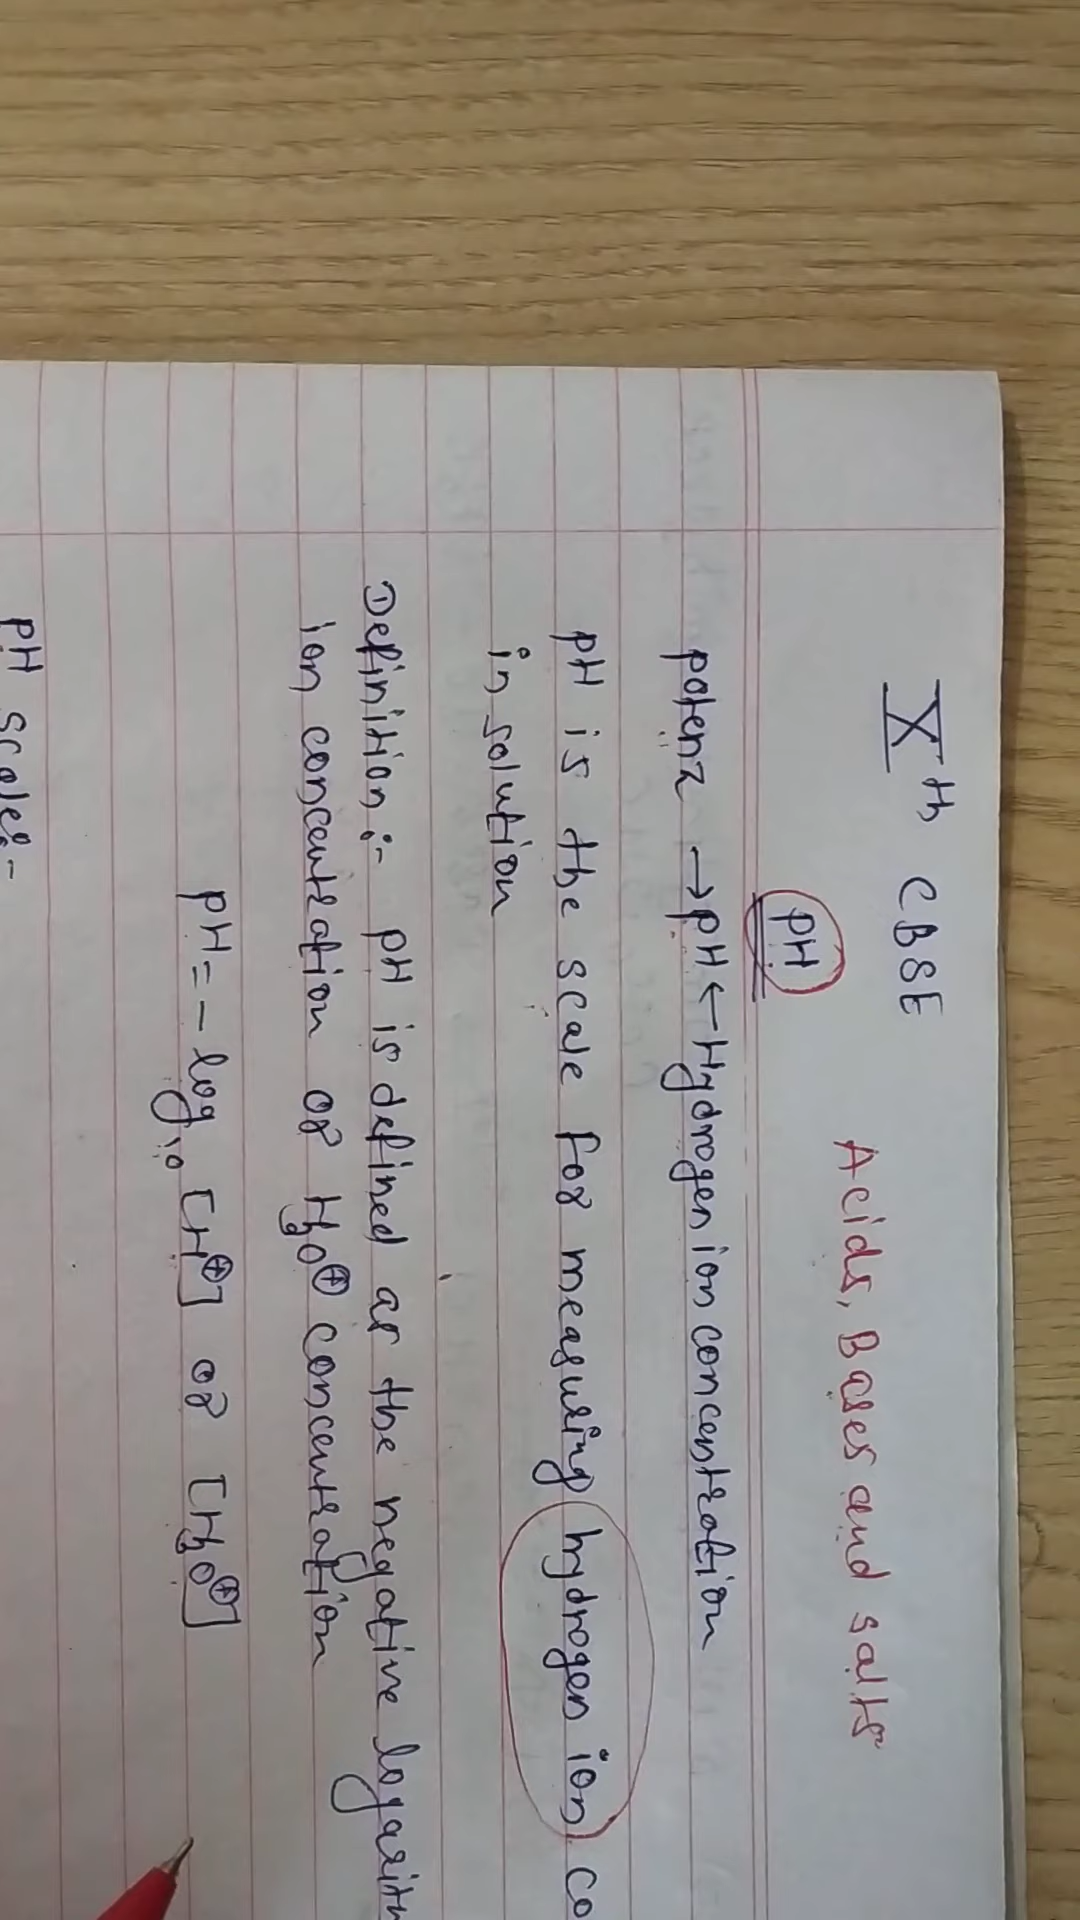 Xth CBSE
Acids, Bases and salts
pH
potenz → pH ← Hydrogen ion concentration
pH is the scale for measuring hydrogen ion co
in solution
Definition :- pH is defined as the negative logarith
ion concentration or H3O⊕ concentration
pH = - log10 [H⊕] or [H3O⊕]
pH scale:-